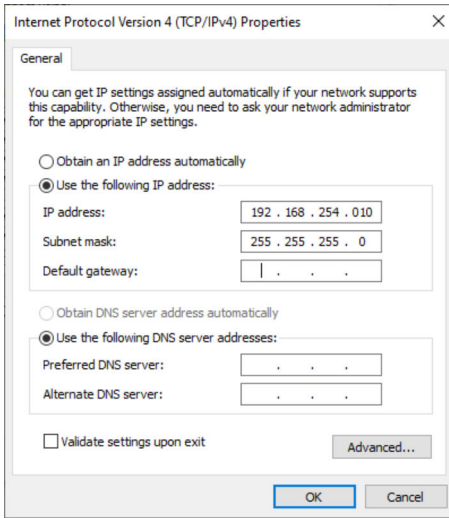 Internet Protocol Version 4 (TCP/IPv4) Properties
General
You can get IP settings assigned automatically if your network supports
this capability. Otherwise, you need to ask your network administrator
for the appropriate IP settings.
Obtain an IP address automatically
Use the following IP address:
IP address: 192 . 168 . 254 . 010
Subnet mask: 255 . 255 . 255 . 0
Default gateway: . . .
Obtain DNS server address automatically
Use the following DNS server addresses:
Preferred DNS server: . . .
Alternate DNS server: . . .
Validate settings upon exit
Advanced...
OK Cancel